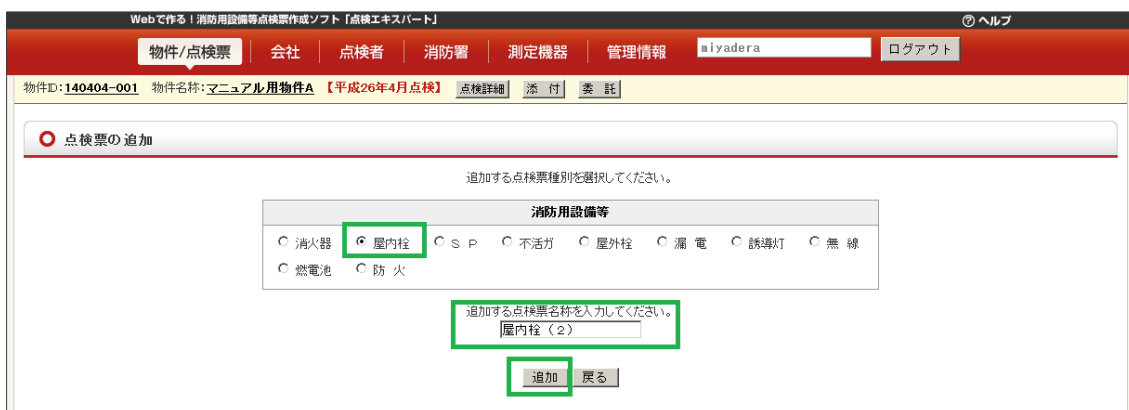 Webで作る！消防用設備等点検票作成ソフト「点検エキスパート」 ? ヘルプ
物件/点検票 会社 点検者 消防署 測定機器 管理情報 miyadera ログアウト
物件ID:140404-001 物件名称:マニュアル用物件A 【平成26年4月点検】 点検詳細 添 付 委 託
点検票の追加
追加する点検票種別を選択してください。
消防用設備等
消火器 屋内栓 ＳＰ 不活ガ 屋外栓 漏 電 誘導灯 無 線
燃電池 防 火
追加する点検票名称を入力してください。
屋内栓（２）
追加 戻る